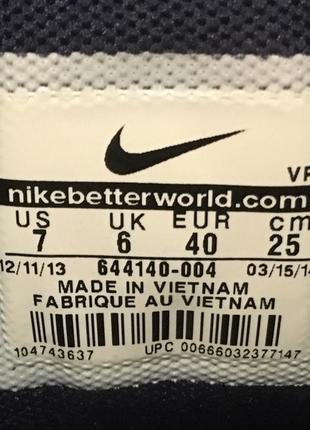 VP
nikebetterworld.com
US UK EUR cm
7 6 40 25
12/11/13 644140-004 03/15/14
MADE IN VIETNAM
FABRIQUE AU VIETNAM
104743637 UPC 00666032377147